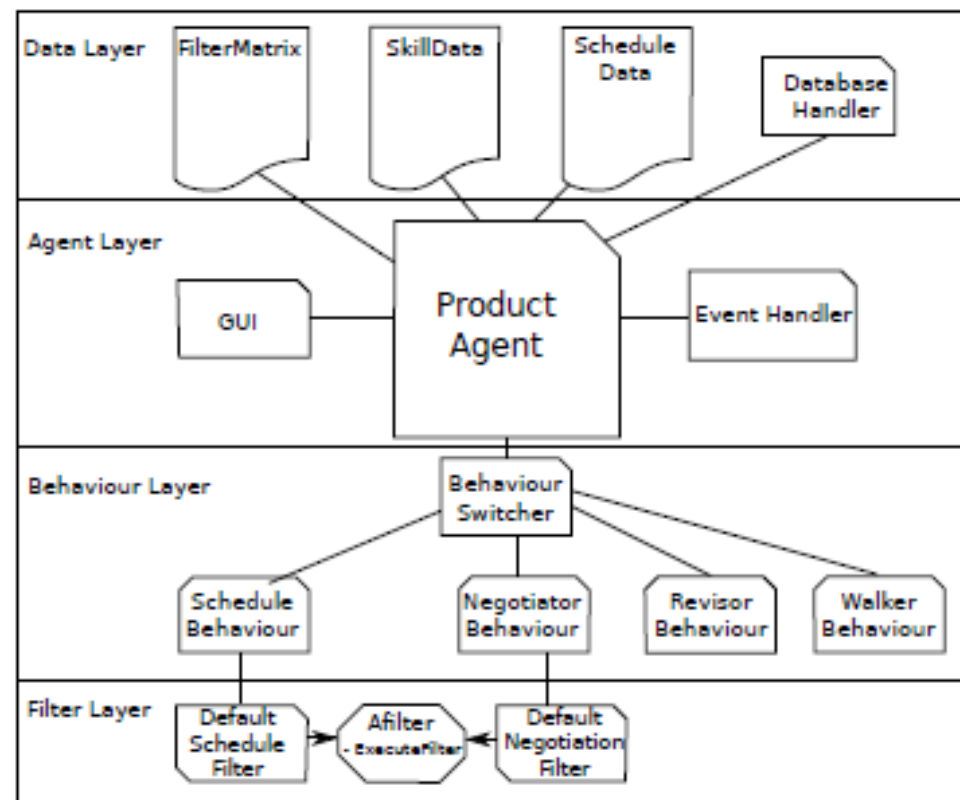 Data Layer
FilterMatrix
SkillData
Schedule
Data
Database
Handler
Agent Layer
GUI
Product
Agent
Event Handler
Behaviour Layer
Behaviour
Switcher
Schedule
Behaviour
Negotiator
Behaviour
Revisor
Behaviour
Walker
Behaviour
Filter Layer
Default
Schedule
Filter
Afilter
- ExecuteFilter
Default
Negotiation
Filter